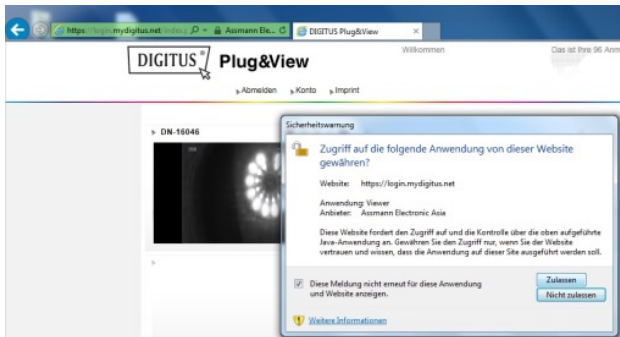 https://login.mydigitus.net/index.p
Assmann Ele...
DIGITUS Plug&View
DIGITUS
Plug&View
Willkommen
Das ist Ihre 96 Anm
Abmelden
Konto
Imprint
DN-16046
Sicherheitswarnung
Zugriff auf die folgende Anwendung von dieser Website
gewähren?
Website: https://login.mydigitus.net
Anwendung: Viewer
Anbieter: Assmann Electronic Asia
Diese Website fordert den Zugriff auf und die Kontrolle über die oben aufgeführte
Java-Anwendung an. Gewähren Sie den Zugriff nur, wenn Sie der Website
vertrauen und wissen, dass die Anwendung auf dieser Site ausgeführt werden soll.
Diese Meldung nicht erneut für diese Anwendung
und Website anzeigen.
Zulassen
Nicht zulassen
Weitere Informationen